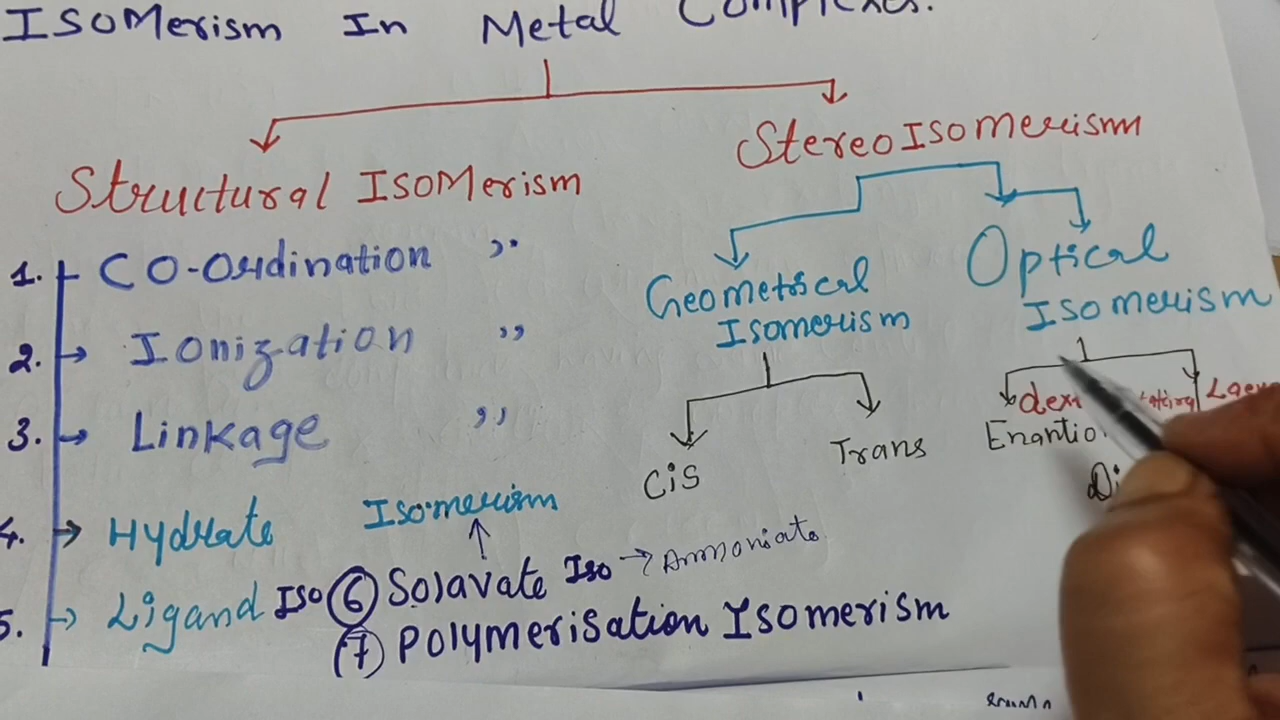 ISOMerism In Metal Complexes.
Structural ISOMerism
1. CO-Ordination ”
2. Ionization ”
3. Linkage ”
4. Hydrate Isomerism
5. Ligand Iso
6 Solavate Iso → Ammoniate
(7) Polymerisation Isomerism
Stereo Isomerism
Geometrical
Isomerism
Cis
Trans
Optical
Isomerism